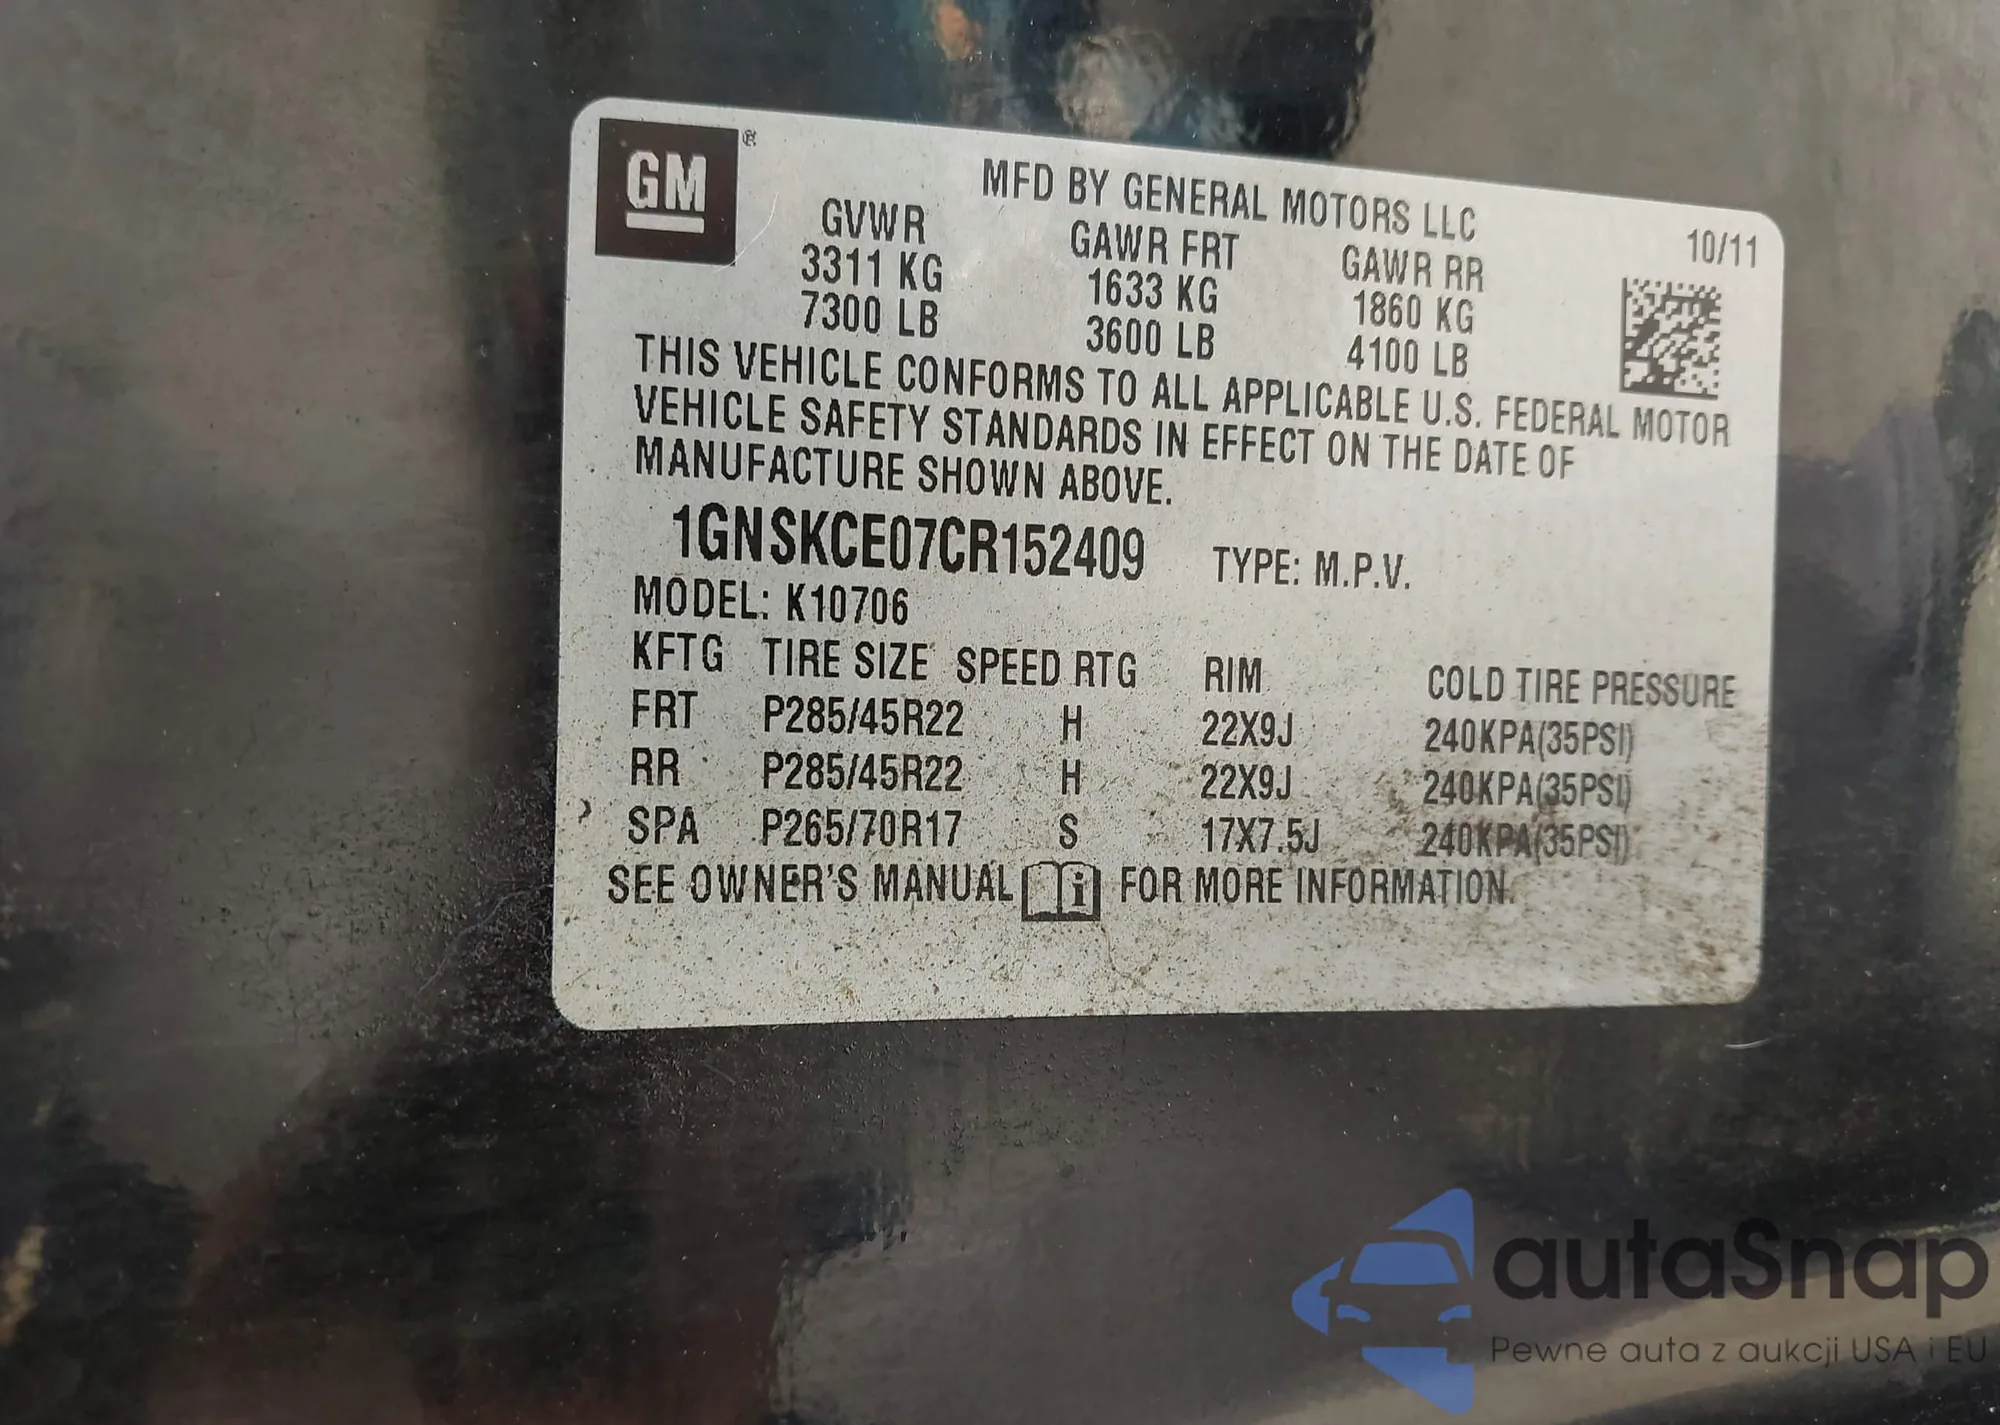 GM ®
MFD BY GENERAL MOTORS LLC
10/11
GVWR GAWR FRT GAWR RR
3311 KG 1633 KG 1860 KG
7300 LB 3600 LB 4100 LB
THIS VEHICLE CONFORMS TO ALL APPLICABLE U.S. FEDERAL MOTOR
VEHICLE SAFETY STANDARDS IN EFFECT ON THE DATE OF
MANUFACTURE SHOWN ABOVE.
1GNSKCE07CR152409 TYPE: M.P.V.
MODEL: K10706
KFTG TIRE SIZE SPEED RTG RIM COLD TIRE PRESSURE
FRT P285/45R22 H 22X9J 240KPA(35PSI)
RR P285/45R22 H 22X9J 240KPA(35PSI)
SPA P265/70R17 S 17X7.5J 240KPA(35PSI)
SEE OWNER'S MANUAL i FOR MORE INFORMATION.
autaSnap
Pewne auta z aukcji USA i EU